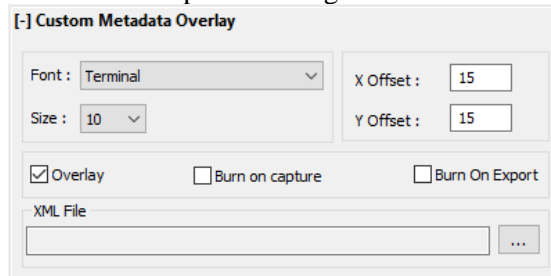 [-] Custom Metadata Overlay
Font : Terminal
X Offset : 15
Size : 10
Y Offset : 15
Overlay Burn on capture Burn On Export
XML File
...